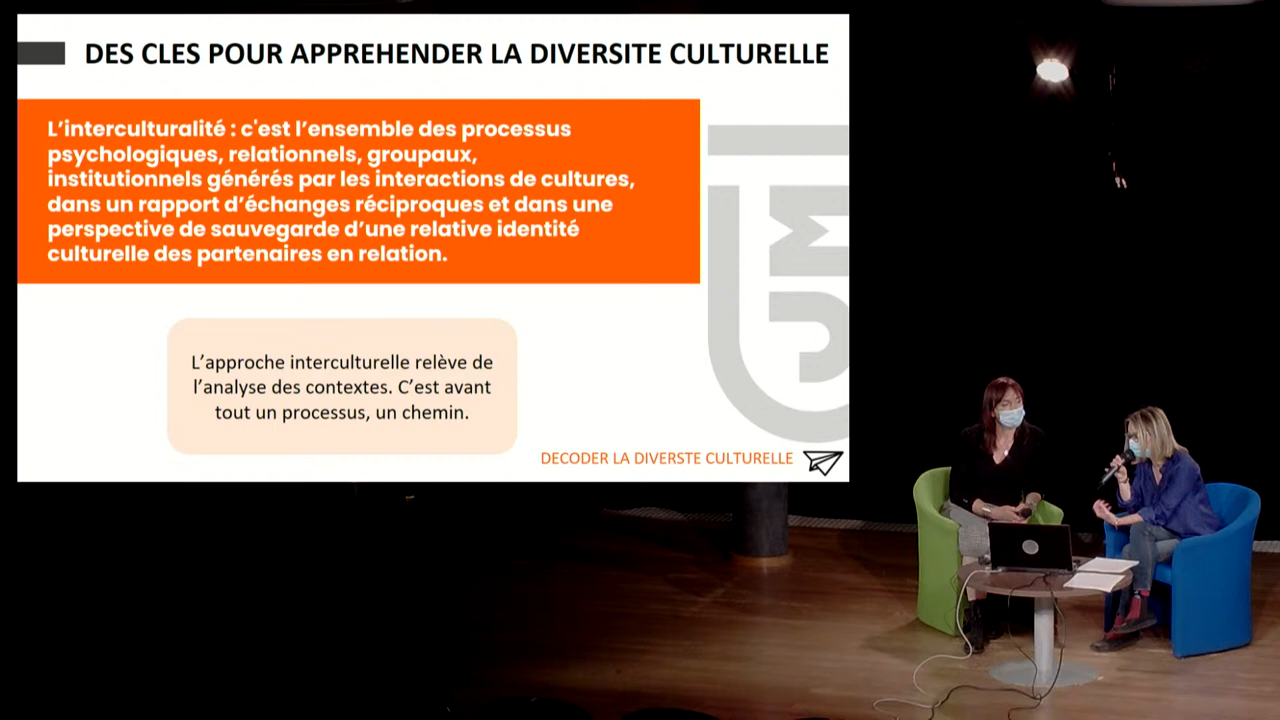 DES CLES POUR APPREHENDER LA DIVERSITE CULTURELLE
L'interculturalité : c'est l'ensemble des processus
psychologiques, relationnels, groupaux,
institutionnels générés par les interactions de cultures,
dans un rapport d'échanges réciproques et dans une
perspective de sauvegarde d'une relative identité
culturelle des partenaires en relation.
L'approche interculturelle relève de
l'analyse des contextes. C'est avant
tout un processus, un chemin.
DECODER LA DIVERSTE CULTURELLE